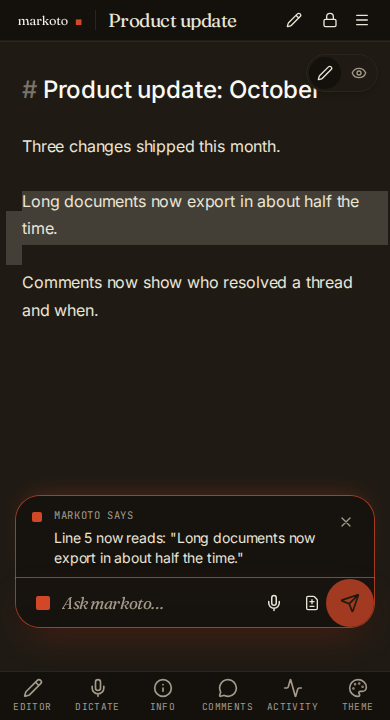 markoto
Product update
# Product update: October
Three changes shipped this month.
Long documents now export in about half the
time.
Comments now show who resolved a thread
and when.
MARKOTO SAYS
Line 5 now reads: "Long documents now
export in about half the time."
Ask markoto...
EDITOR DICTATE INFO COMMENTS ACTIVITY THEME